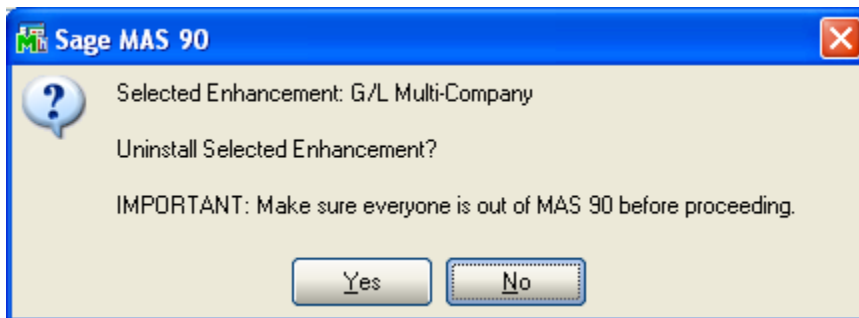 Sage MAS 90
Selected Enhancement: G/L Multi-Company
Uninstall Selected Enhancement?
IMPORTANT: Make sure everyone is out of MAS 90 before proceeding.
Yes No